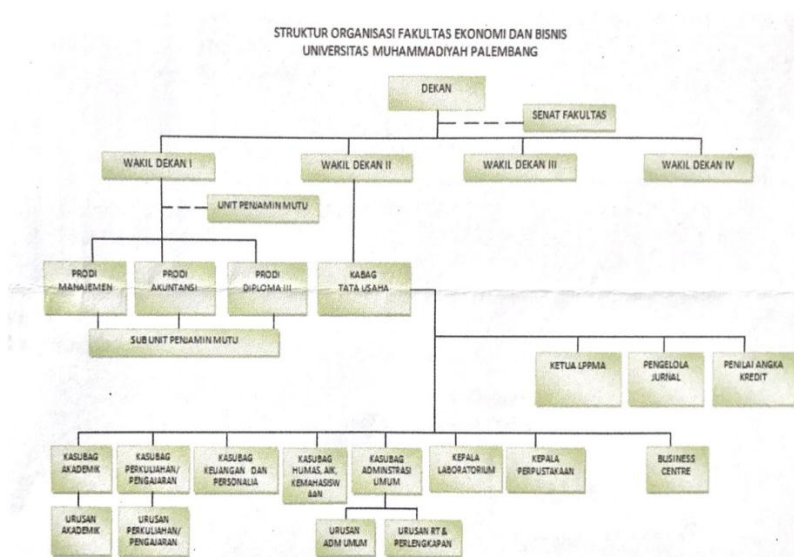 STRUKTUR ORGANISASI FAKULTAS EKONOMI DAN BISNIS
UNIVERSITAS MUHAMMADIYAH PALEMBANG
DEKAN
SENAT FAKULTAS
WAKIL DEKAN I
WAKIL DEKAN II
WAKIL DEKAN III
WAKIL DEKAN IV
UNIT PENJAMIN MUTU
PRODI
MANAJEMEN
PRODI
AKUNTANSI
PRODI
DIPLOMA III
KABAG
TATA USAHA
SUB UNIT PENJAMIN MUTU
KETUA LPPMA
PENGELOLA
JURNAL
PENILAI ANGKA
KREDIT
KASUBAG
AKADEMIK
KASUBAG
PERKULIAHAN/
PENGAJARAN
KASUBAG
KEUANGAN DAN
PERSONALIA
KASUBAG
HUMAS, AIK,
KEMAHASISW
AAN
KASUBAG
ADMINSTRASI
UMUM
KEPALA
LABORATORIUM
KEPALA
PERPUSTAKAAN
BUSINESS
CENTRE
URUSAN
AKADEMIK
URUSAN
PERKULIAHAN/
PENGAJARAN
URUSAN
ADM UMUM
URUSAN RT &
PERLENGKAPAN